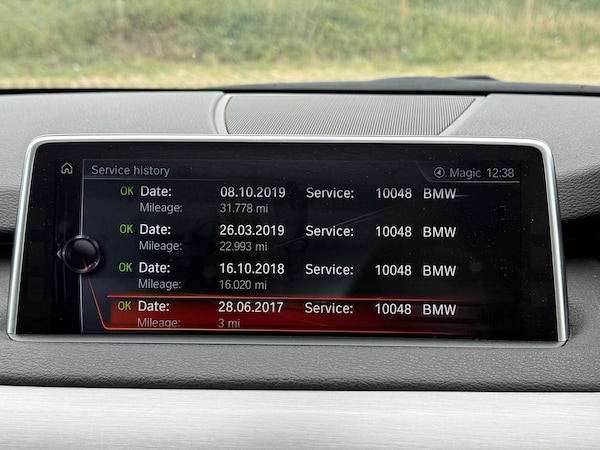 Service history Magic 12:38
OK Date: 08.10.2019 Service: 10048 BMW
Mileage: 31.778 mi
OK Date: 26.03.2019 Service: 10048 BMW
Mileage: 22.993 mi
OK Date: 16.10.2018 Service: 10048 BMW
Mileage: 16.020 mi
OK Date: 28.06.2017 Service: 10048 BMW
Mileage: 3 mi